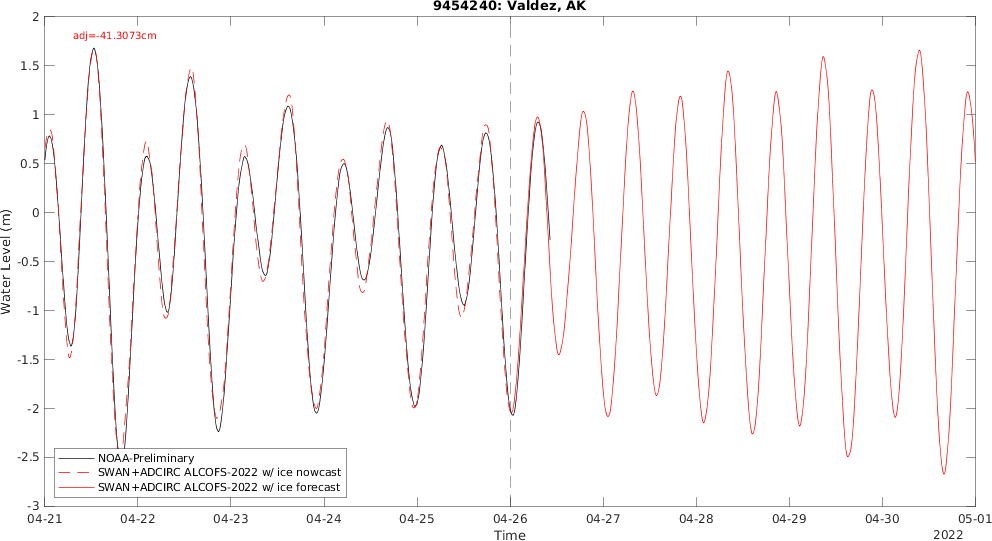 9454240: Valdez, AK
adj=-41.3073cm
2
1.5
1
0.5
0
-0.5
-1
-1.5
-2
-2.5
-3
Water Level (m)
NOAA-Preliminary
SWAN+ADCIRC ALCOFS-2022 w/ ice nowcast
SWAN+ADCIRC ALCOFS-2022 w/ ice forecast
04-21 04-22 04-23 04-24 04-25 04-26 04-27 04-28 04-29 04-30 05-01
Time
2022